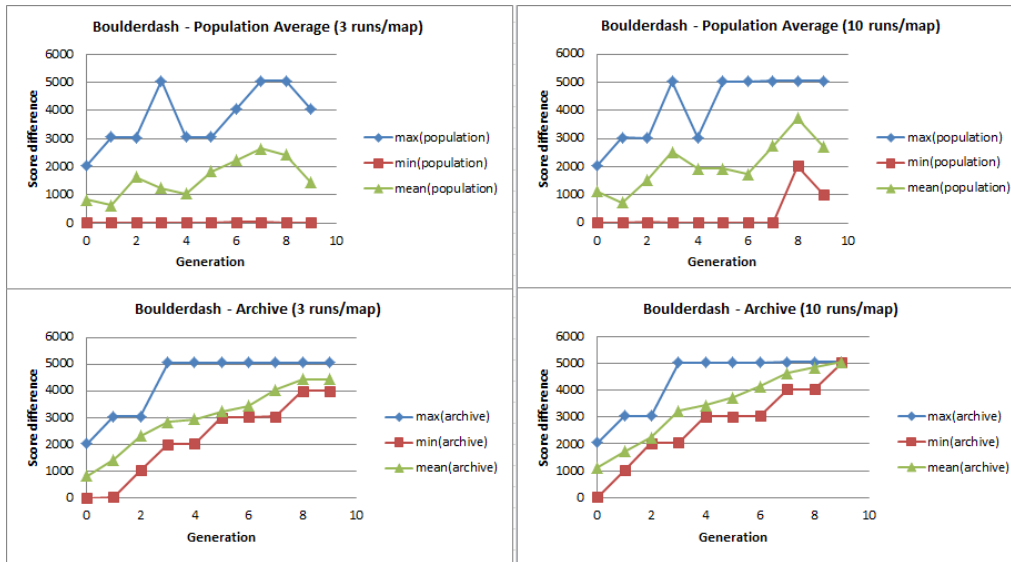 Boulderdash - Population Average (3 runs/map)
6000
5000
4000
3000
2000
1000
0
Score difference
0 2 4 6 8 10
Generation
max(population)
min(population)
mean(population)
Boulderdash - Population Average (10 runs/map)
6000
5000
4000
3000
2000
1000
0
Score difference
0 2 4 6 8 10
Generation
max(population)
min(population)
mean(population)
Boulderdash - Archive (3 runs/map)
6000
5000
4000
3000
2000
1000
0
Score difference
0 2 4 6 8 10
Generation
max(archive)
min(archive)
mean(archive)
Boulderdash - Archive (10 runs/map)
6000
5000
4000
3000
2000
1000
0
Score difference
0 2 4 6 8 10
Generation
max(archive)
min(archive)
mean(archive)